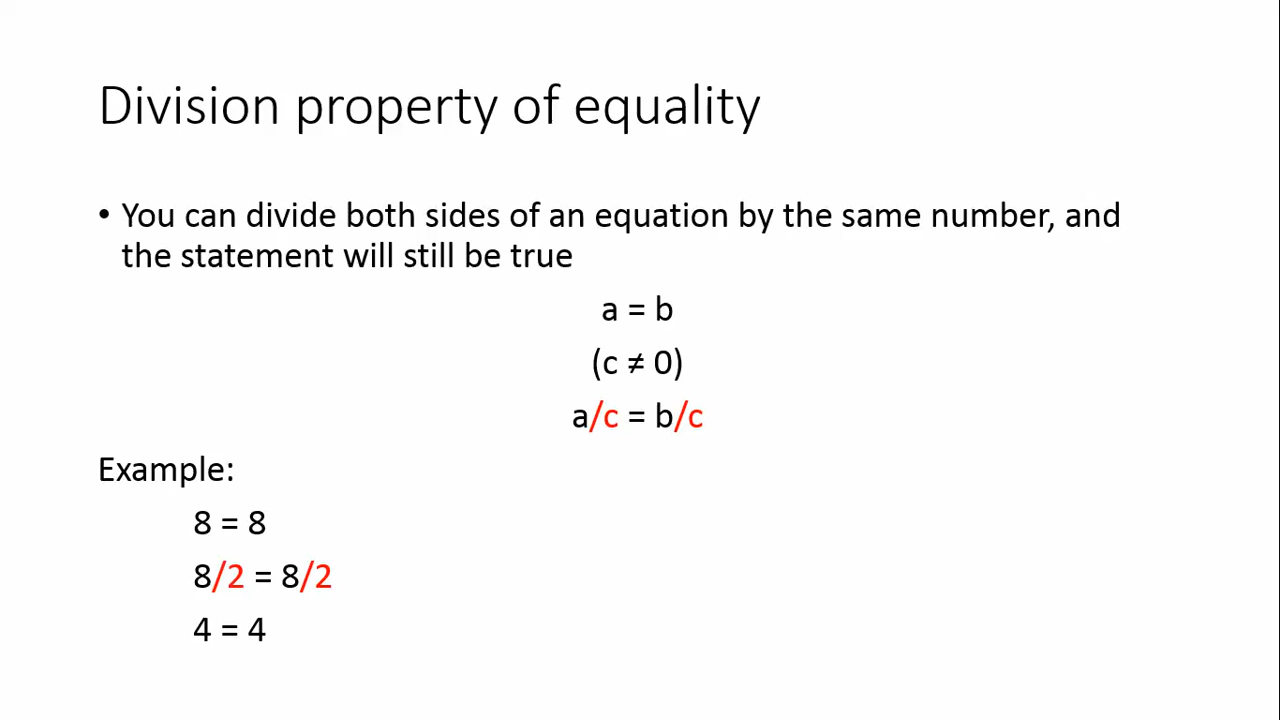 Division property of equality
• You can divide both sides of an equation by the same number, and
the statement will still be true
a = b
(c ≠ 0)
a/c = b/c
Example:
8 = 8
8/2 = 8/2
4 = 4